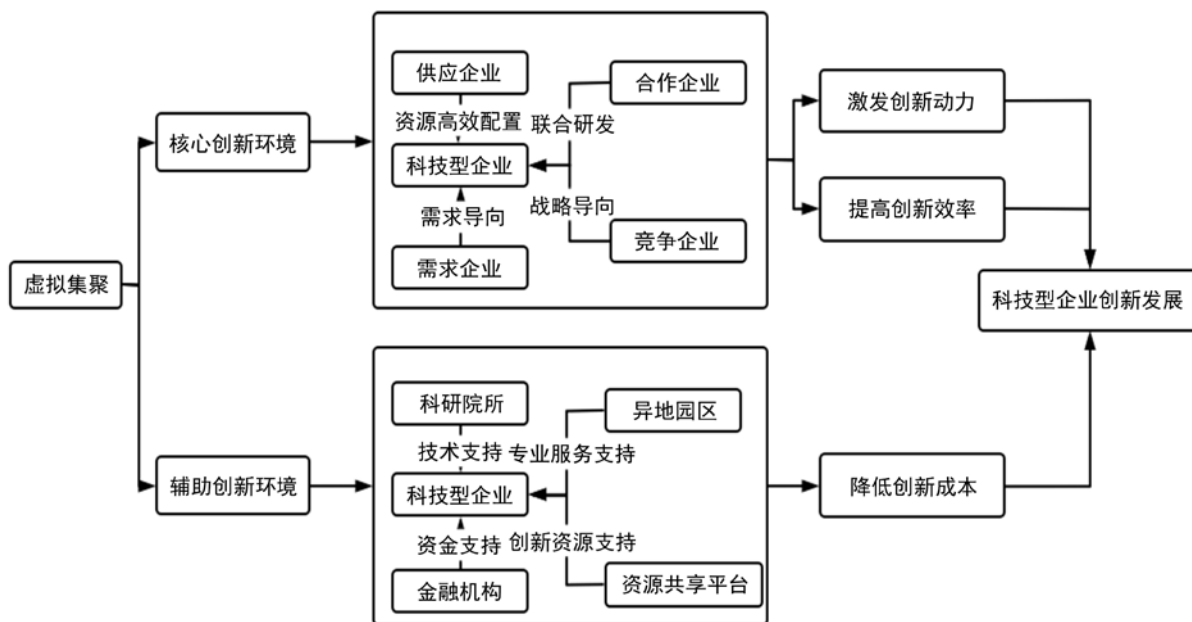 虚拟集聚
核心创新环境
供应企业
资源高效配置
科技型企业
需求导向
需求企业
合作企业
联合研发
战略导向
竞争企业
激发创新动力
提高创新效率
科技型企业创新发展
辅助创新环境
科研院所
技术支持
科技型企业
资金支持
金融机构
异地园区
专业服务支持
创新资源支持
资源共享平台
降低创新成本